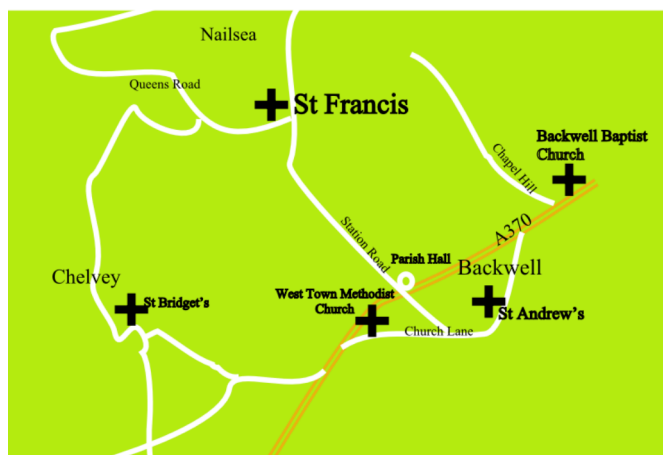 Nailsea
Queens Road
St Francis
Backwell Baptist
Church
Chapel Hill
A370
Station Road
Parish Hall
Backwell
Chelvey
St Bridget's
West Town Methodist
Church
St Andrew's
Church Lane